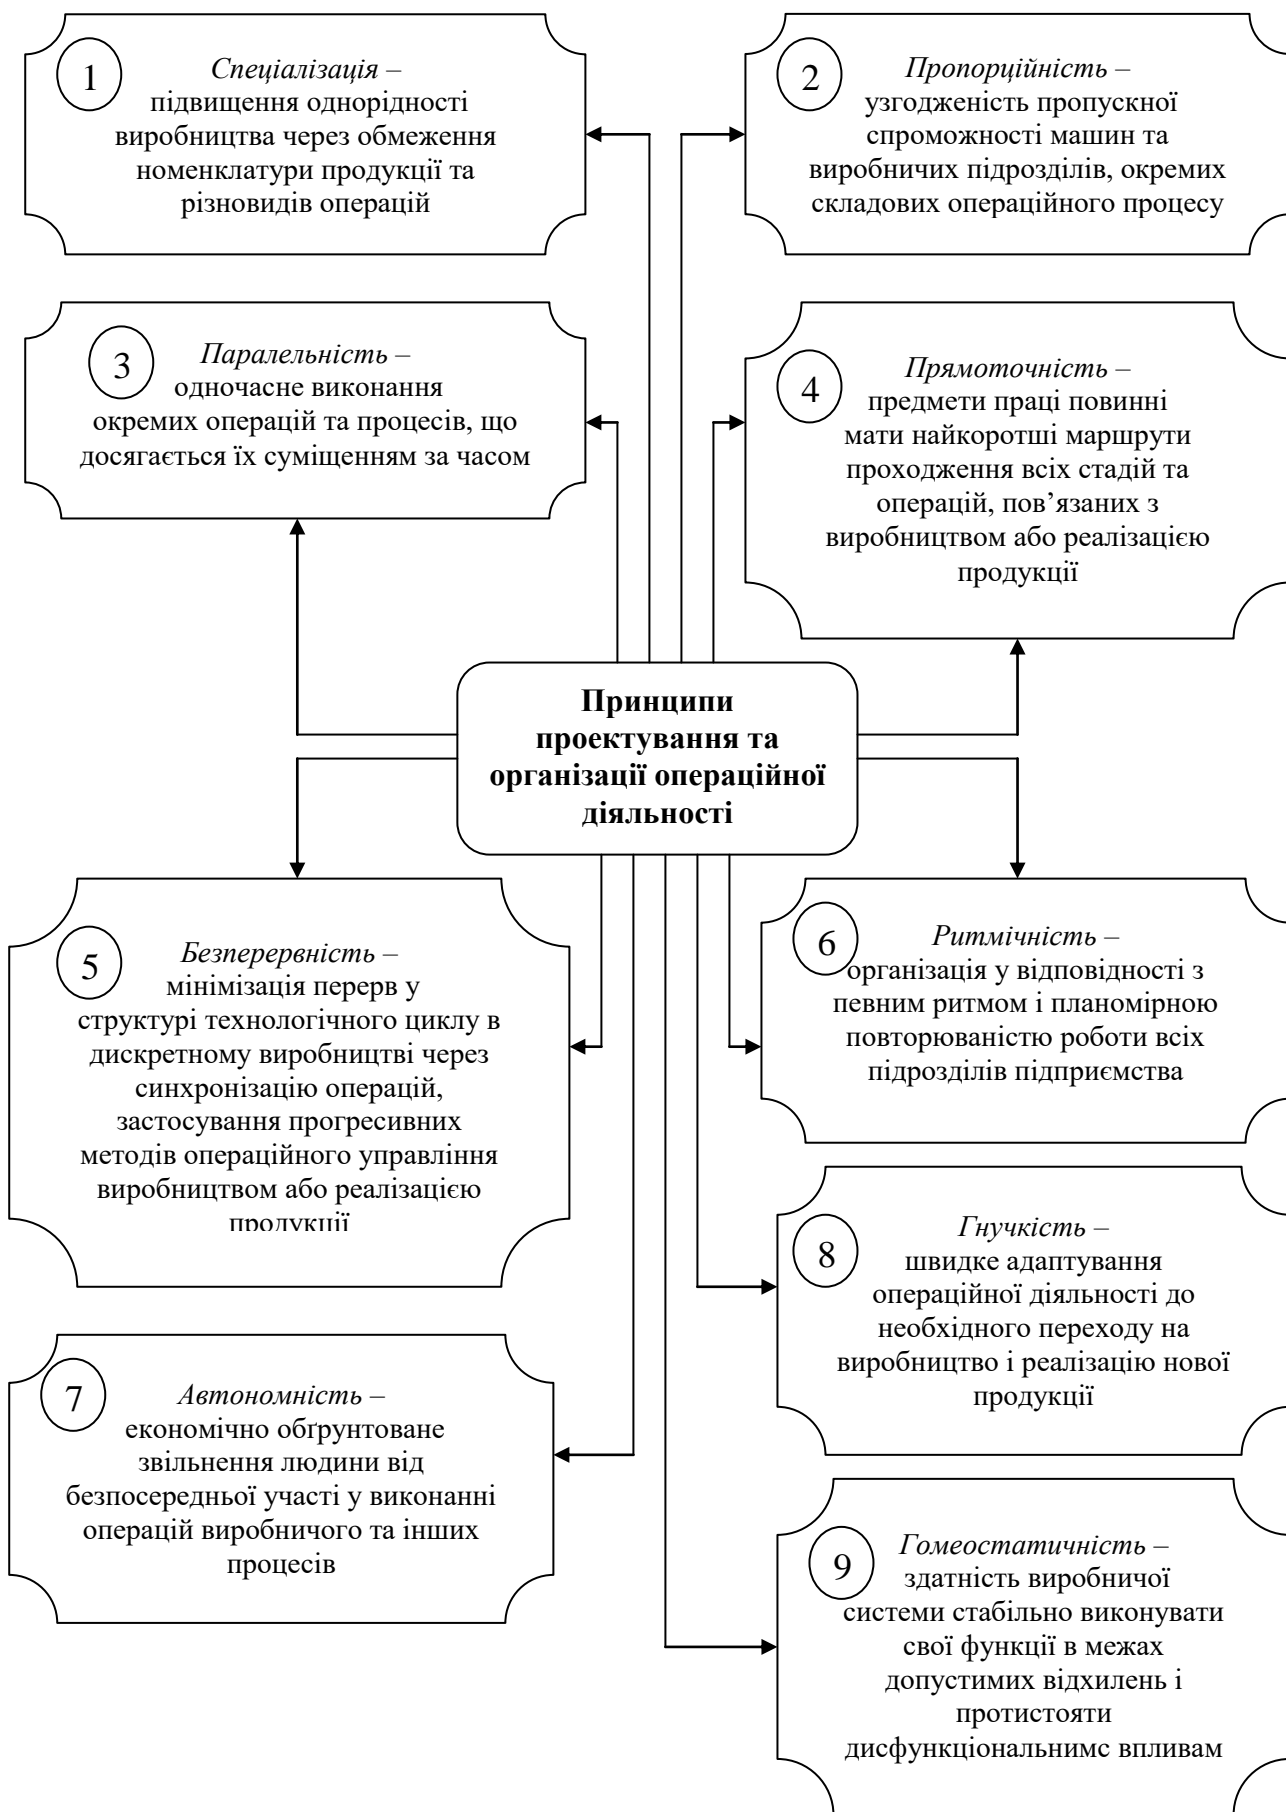 1
Спеціалізація –
підвищення однорідності
виробництва через обмеження
номенклатури продукції та
різновидів операцій
2
Пропорційність –
узгодженість пропускної
спроможності машин та
виробничих підрозділів, окремих
складових операційного процесу
3
Паралельність –
одночасне виконання
окремих операцій та процесів, що
досягається їх суміщенням за часом
4
Прямоточність –
предмети праці повинні
мати найкоротші маршрути
проходження всіх стадій та
операцій, пов’язаних з
виробництвом або реалізацією
продукції
Принципи
проектування та
організації операційної
діяльності
5
Безперервність –
мінімізація перерв у
структурі технологічного циклу в
дискретному виробництві через
синхронізацію операцій,
застосування прогресивних
методів операційного управління
виробництвом або реалізацією
продукції
6
Ритмічність –
організація у відповідності з
певним ритмом і планомірною
повторюваністю роботи всіх
підрозділів підприємства
7
Автономність –
економічно обґрунтоване
звільнення людини від
безпосередньої участі у виконанні
операцій виробничого та інших
процесів
8
Гнучкість –
швидке адаптування
операційної діяльності до
необхідного переходу на
виробництво і реалізацію нової
продукції
9
Гомеостатичність –
здатність виробничої
системи стабільно виконувати
свої функції в межах
допустимих відхилень і
протистояти
дисфункціональнимс впливам